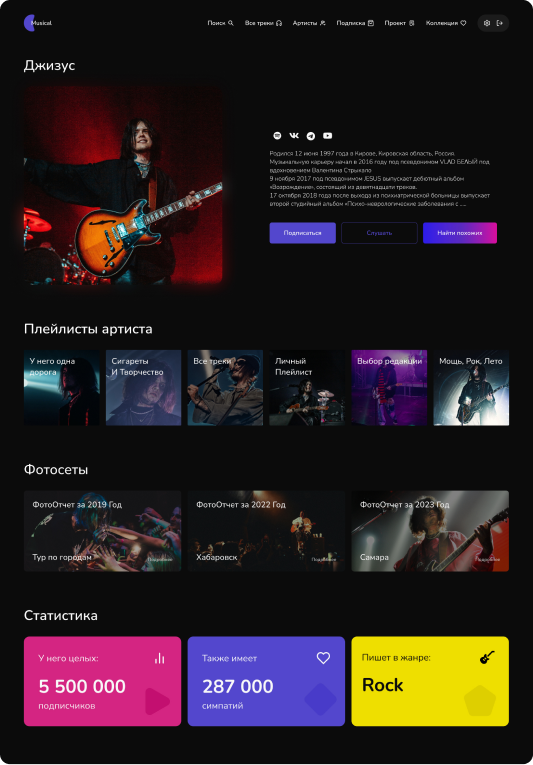 Musical
Поиск
Все треки
Артисты
Подписка
Проект
Коллекция
Джизус
Родился 12 июня 1997 года в Кирове, Кировская область, Россия.
Музыкальную карьеру начал в 2016 году под псевдонимом VLAD БЕЛЫЙ под
вдохновением Валентина Стрыкало
9 ноября 2017 под псевдонимом JESUS выпускает дебютный альбом
«Возрождение», состоящий из девятнадцати треков.
17 октября 2018 года после выхода из психиатрической больницы выпускает
второй студийный альбом «Психо-неврологические заболевания с ....
Подписаться
Слушать
Найти похожих
Плейлисты артиста
У него одна
дорога
Сигареты
И Творчество
Все треки
Личный
Плейлист
Выбор редакции
Мощь, Рок, Лето
Фотосеты
ФотоОтчет за 2019 Год
Тур по городам
Подробнее
ФотоОтчет за 2022 Год
Хабаровск
Подробнее
ФотоОтчет за 2023 Год
Самара
Подробнее
Статистика
У него целых:
5 500 000
подписчиков
Также имеет
287 000
симпатий
Пишет в жанре:
Rock